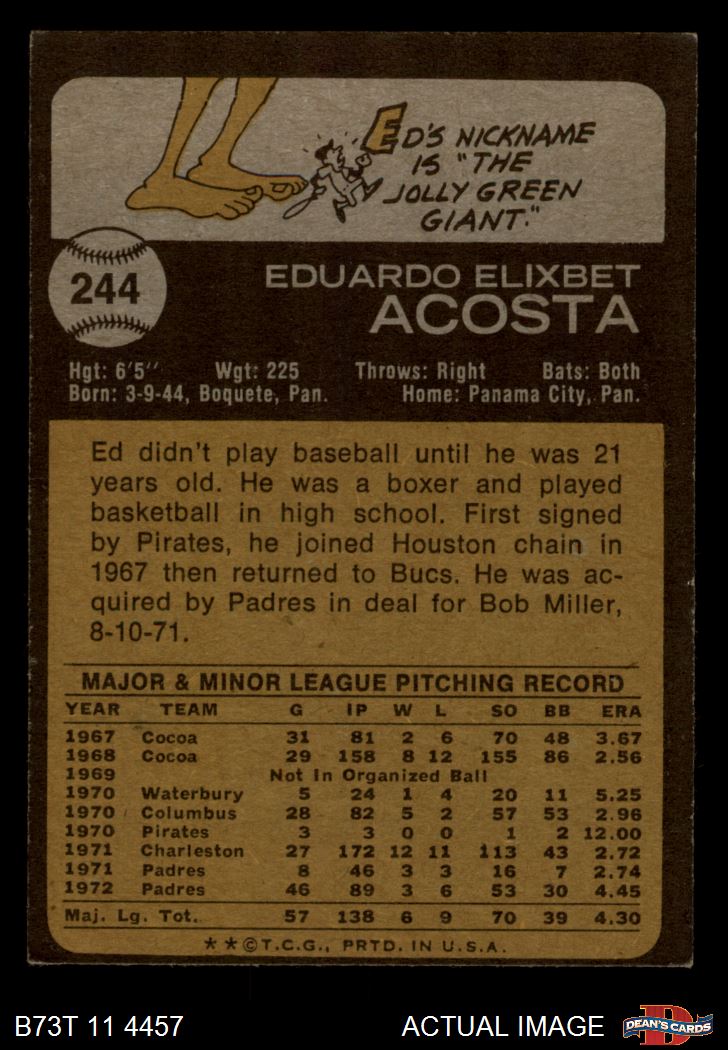 ED'S NICKNAME
IS "THE
JOLLY GREEN
GIANT."
244
EDUARDO ELIXBET
ACOSTA
Hgt: 6'5" Wgt: 225 Throws: Right Bats: Both
Born: 3-9-44, Boquete, Pan. Home: Panama City, Pan.
Ed didn't play baseball until he was 21
years old. He was a boxer and played
basketball in high school. First signed
by Pirates, he joined Houston chain in
1967 then returned to Bucs. He was ac-
quired by Padres in deal for Bob Miller,
8-10-71.
MAJOR & MINOR LEAGUE PITCHING RECORD
YEAR TEAM G IP W L SO BB ERA
1967 Cocoa 31 81 2 6 70 48 3.67
1968 Cocoa 29 158 8 12 155 86 2.56
1969 Not In Organized Ball
1970 Waterbury 5 24 1 4 20 11 5.25
1970 Columbus 28 82 5 2 57 53 2.96
1970 Pirates 3 3 0 0 1 2 12.00
1971 Charleston 27 172 12 11 113 43 2.72
1971 Padres 8 46 3 3 16 7 2.74
1972 Padres 46 89 3 6 53 30 4.45
Maj. Lg. Tot. 57 138 6 9 70 39 4.30
* * © T.C.G., PRTD. IN U.S.A.
B73T 11 4457 ACTUAL IMAGE D DEAN'S CARDS